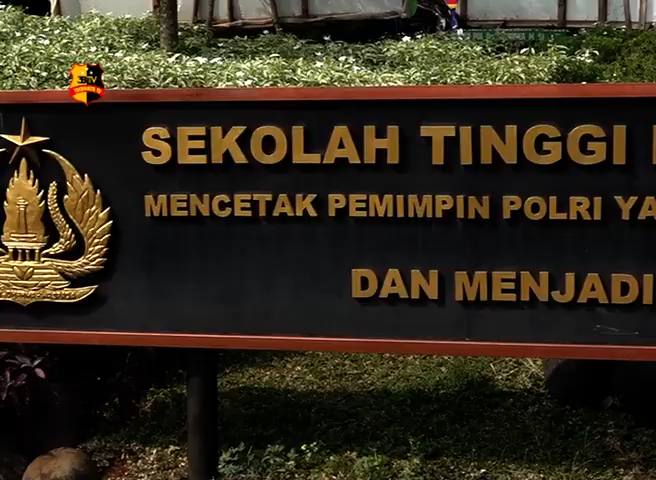 SEKOLAH TINGGI
MENCETAK PEMIMPIN POLRI YA
DAN MENJADI